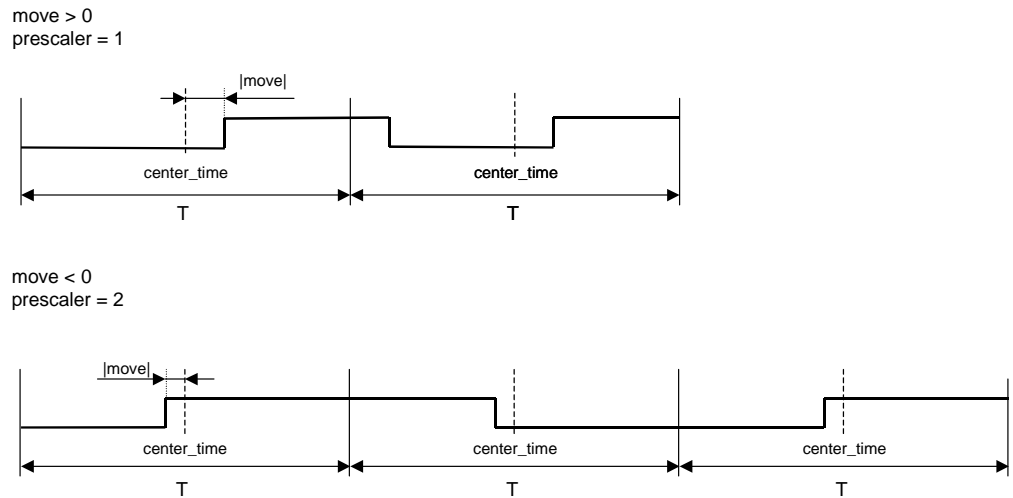 move > 0
prescaler = 1
|move|
center_time
center_time
T
T
move < 0
prescaler = 2
|move|
center_time
center_time
center_time
T
T
T